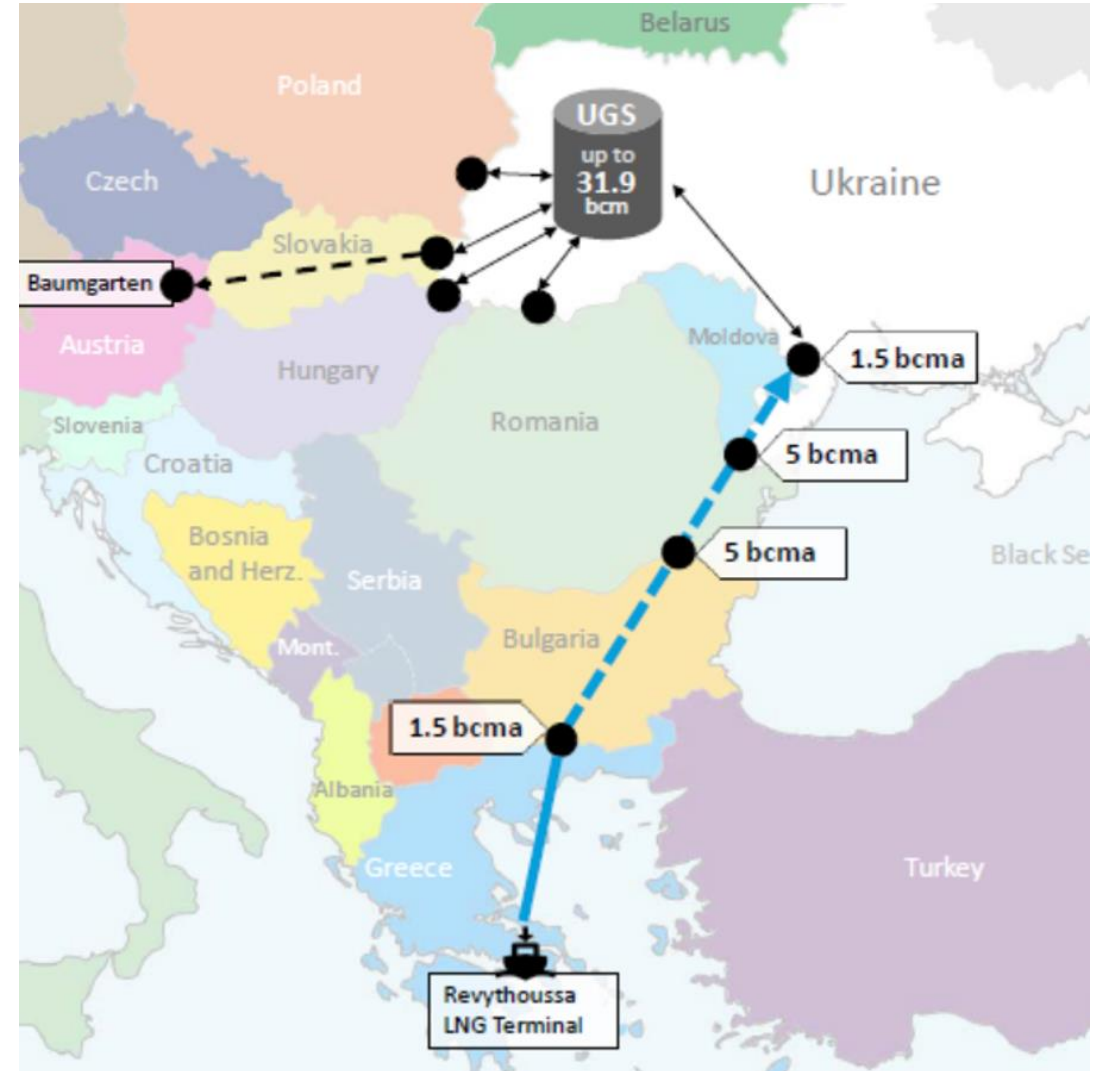 Belarus
Poland
UGS
up to
31.9
bcm
Ukraine
Czech
Slovakia
Baumgarten
Austria
Moldova
1.5 bcma
Hungary
Romania
Slovenia
Croatia
5 bcma
Bosnia
and Herz.
Serbia
5 bcma
Black Se
Bulgaria
Mont.
1.5 bcma
Albania
Greece
Turkey
Revythoussa
LNG Terminal